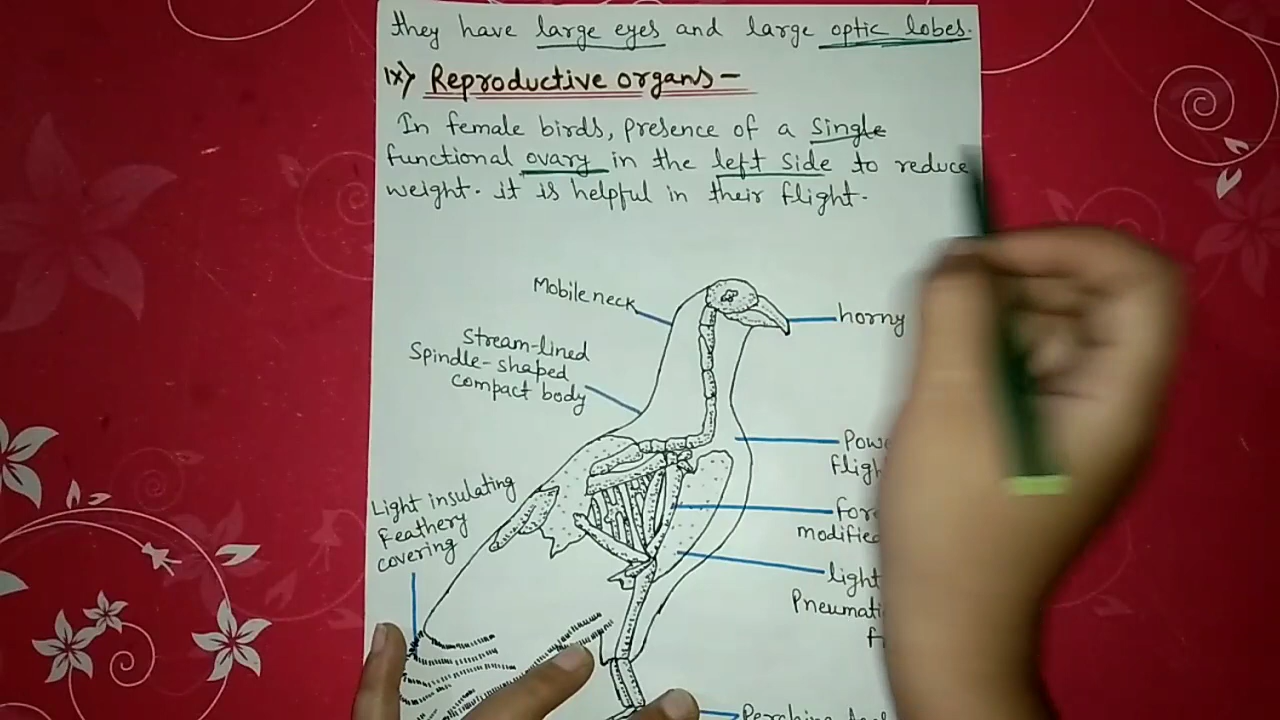 they have large eyes and large optic lobes.
ix) Reproductive organs -
In female birds, presence of a single
functional ovary in the left side to reduce
weight. it is helpful in their flight.
Mobile neck
horny
Stream-lined
Spindle-shaped
compact body
Light insulating
Feathery
covering
modified
light
Perching